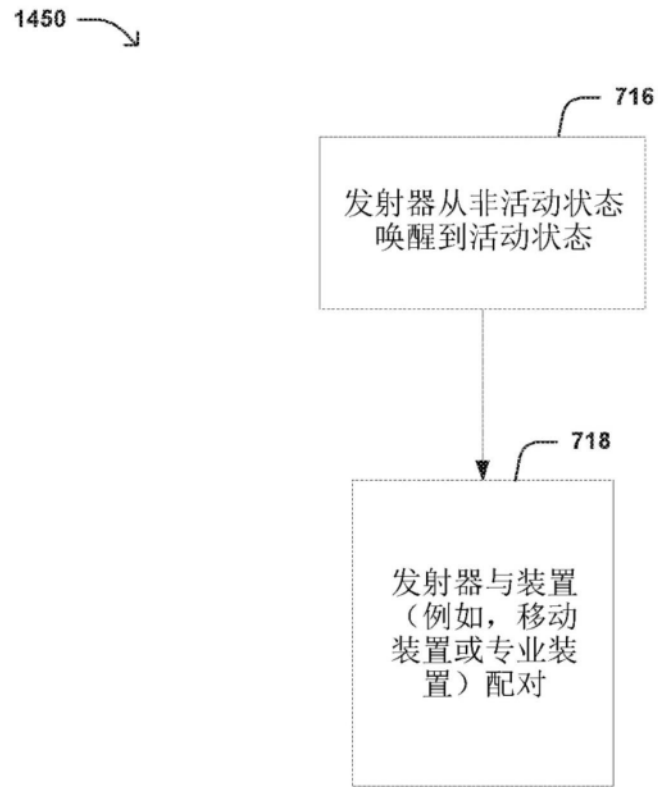 1450
716
发射器从非活动状态
唤醒到活动状态
718
发射器与装置
（例如，移动
装置或专业装
置）配对